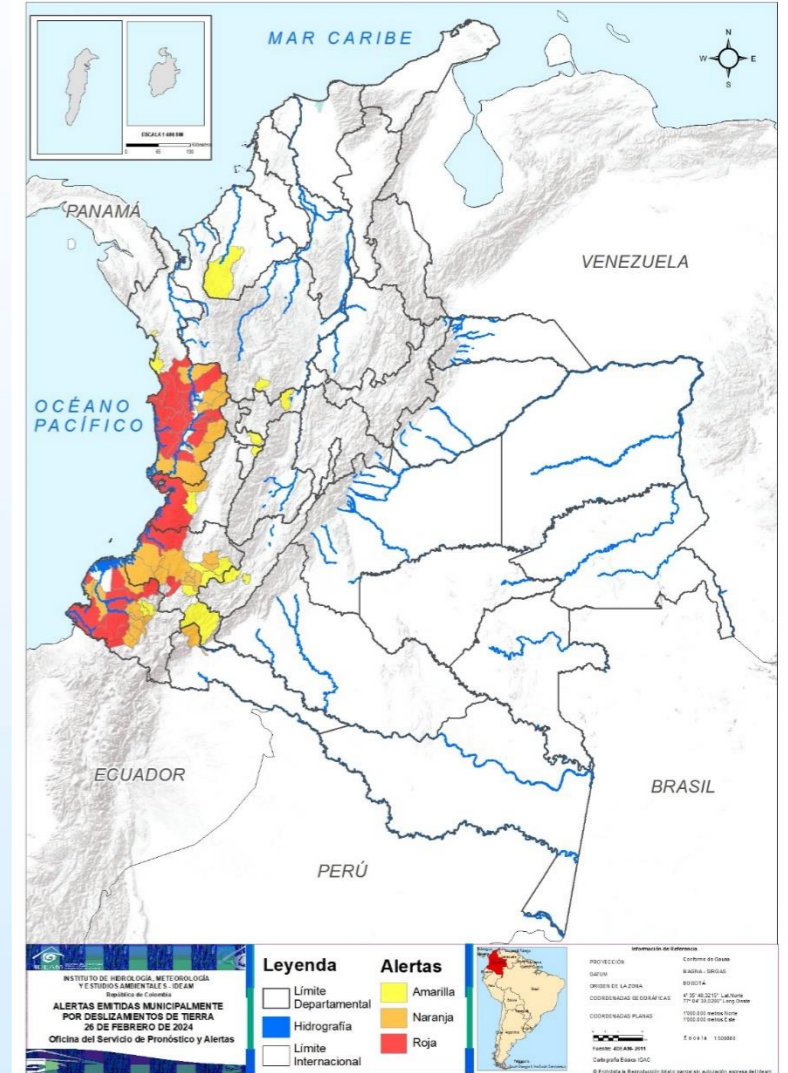 MAR CARIBE
N
W E
S
PANAMÁ
VENEZUELA
OCÉANO
PACÍFICO
ECUADOR
BRASIL
PERÚ
IDEAM
INSTITUTO DE HIDROLOGÍA, METEOROLOGÍA
Y ESTUDIOS AMBIENTALES - IDEAM
República de Colombia
ALERTAS EMITIDAS MUNICIPALMENTE
POR DESLIZAMIENTOS DE TIERRA
26 DE FEBRERO DE 2024
Oficina del Servicio de Pronóstico y Alertas
Leyenda
Límite
Departamental
Hidrografía
Límite
Internacional
Alertas
Amarilla
Naranja
Roja
Información de Referencia
PROYECCIÓN Conforme de Gauss
DATUM MAGNA - SIRGAS
ORIGEN DE LA ZONA BOGOTÁ
COORDENADAS GEOGRÁFICAS
COORDENADAS PLANAS 1'000.000 metros Norte
1'000.000 metros Este
Cartografía Básica IGAC